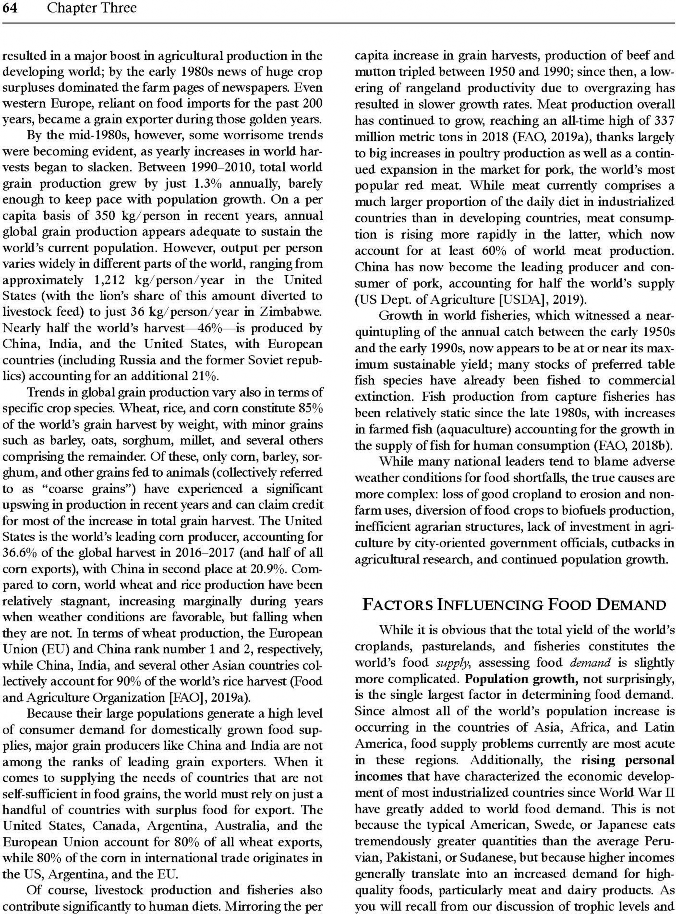 64 Chapter Three
resulted in a major boost in agricultural production in the
developing world; by the early 1980s news of huge crop
surpluses dominated the farm pages of newspapers. Even
western Europe, reliant on food imports for the past 200
years, became a grain exporter during those golden years.
By the mid-1980s, however, some worrisome trends
were becoming evident, as yearly increases in world har-
vests began to slacken. Between 1990–2010, total world
grain production grew by just 1.3% annually, barely
enough to keep pace with population growth. On a per
capita basis of 350 kg/person in recent years, annual
global grain production appears adequate to sustain the
world's current population. However, output per person
varies widely in different parts of the world, ranging from
approximately 1,212 kg/person/year in the United
States (with the lion's share of this amount diverted to
livestock feed) to just 36 kg/person/year in Zimbabwe.
Nearly half the world's harvest—46%—is produced by
China, India, and the United States, with European
countries (including Russia and the former Soviet repub-
lics) accounting for an additional 21%.
Trends in global grain production vary also in terms of
specific crop species. Wheat, rice, and corn constitute 85%
of the world's grain harvest by weight, with minor grains
such as barley, oats, sorghum, millet, and several others
comprising the remainder. Of these, only corn, barley, sor-
ghum, and other grains fed to animals (collectively referred
to as “coarse grains”) have experienced a significant
upswing in production in recent years and can claim credit
for most of the increase in total grain harvest. The United
States is the world's leading corn producer, accounting for
36.6% of the global harvest in 2016–2017 (and half of all
corn exports), with China in second place at 20.9%. Com-
pared to corn, world wheat and rice production have been
relatively stagnant, increasing marginally during years
when weather conditions are favorable, but falling when
they are not. In terms of wheat production, the European
Union (EU) and China rank number 1 and 2, respectively,
while China, India, and several other Asian countries col-
lectively account for 90% of the world's rice harvest (Food
and Agriculture Organization [FAO], 2019a).
Because their large populations generate a high level
of consumer demand for domestically grown food sup-
plies, major grain producers like China and India are not
among the ranks of leading grain exporters. When it
comes to supplying the needs of countries that are not
self-sufficient in food grains, the world must rely on just a
handful of countries with surplus food for export. The
United States, Canada, Argentina, Australia, and the
European Union account for 80% of all wheat exports,
while 80% of the corn in international trade originates in
the US, Argentina, and the EU.
Of course, livestock production and fisheries also
contribute significantly to human diets. Mirroring the per
capita increase in grain harvests, production of beef and
mutton tripled between 1950 and 1990; since then, a low-
ering of rangeland productivity due to overgrazing has
resulted in slower growth rates. Meat production overall
has continued to grow, reaching an all-time high of 337
million metric tons in 2018 (FAO, 2019a), thanks largely
to big increases in poultry production as well as a contin-
ued expansion in the market for pork, the world's most
popular red meat. While meat currently comprises a
much larger proportion of the daily diet in industrialized
countries than in developing countries, meat consump-
tion is rising more rapidly in the latter, which now
account for at least 60% of world meat production.
China has now become the leading producer and con-
sumer of pork, accounting for half the world's supply
(US Dept. of Agriculture [USDA], 2019).
Growth in world fisheries, which witnessed a near-
quintupling of the annual catch between the early 1950s
and the early 1990s, now appears to be at or near its max-
imum sustainable yield; many stocks of preferred table
fish species have already been fished to commercial
extinction. Fish production from capture fisheries has
been relatively static since the late 1980s, with increases
in farmed fish (aquaculture) accounting for the growth in
the supply of fish for human consumption (FAO, 2018b).
While many national leaders tend to blame adverse
weather conditions for food shortfalls, the true causes are
more complex: loss of good cropland to erosion and non-
farm uses, diversion of food crops to biofuels production,
inefficient agrarian structures, lack of investment in agri-
culture by city-oriented government officials, cutbacks in
agricultural research, and continued population growth.
FACTORS INFLUENCING FOOD DEMAND
While it is obvious that the total yield of the world's
croplands, pasturelands, and fisheries constitutes the
world's food supply, assessing food demand is slightly
more complicated. Population growth, not surprisingly,
is the single largest factor in determining food demand.
Since almost all of the world's population increase is
occurring in the countries of Asia, Africa, and Latin
America, food supply problems currently are most acute
in these regions. Additionally, the rising personal
incomes that have characterized the economic develop-
ment of most industrialized countries since World War II
have greatly added to world food demand. This is not
because the typical American, Swede, or Japanese eats
tremendously greater quantities than the average Peru-
vian, Pakistani, or Sudanese, but because higher incomes
generally translate into an increased demand for high-
quality foods, particularly meat and dairy products. As
you will recall from our discussion of trophic levels and